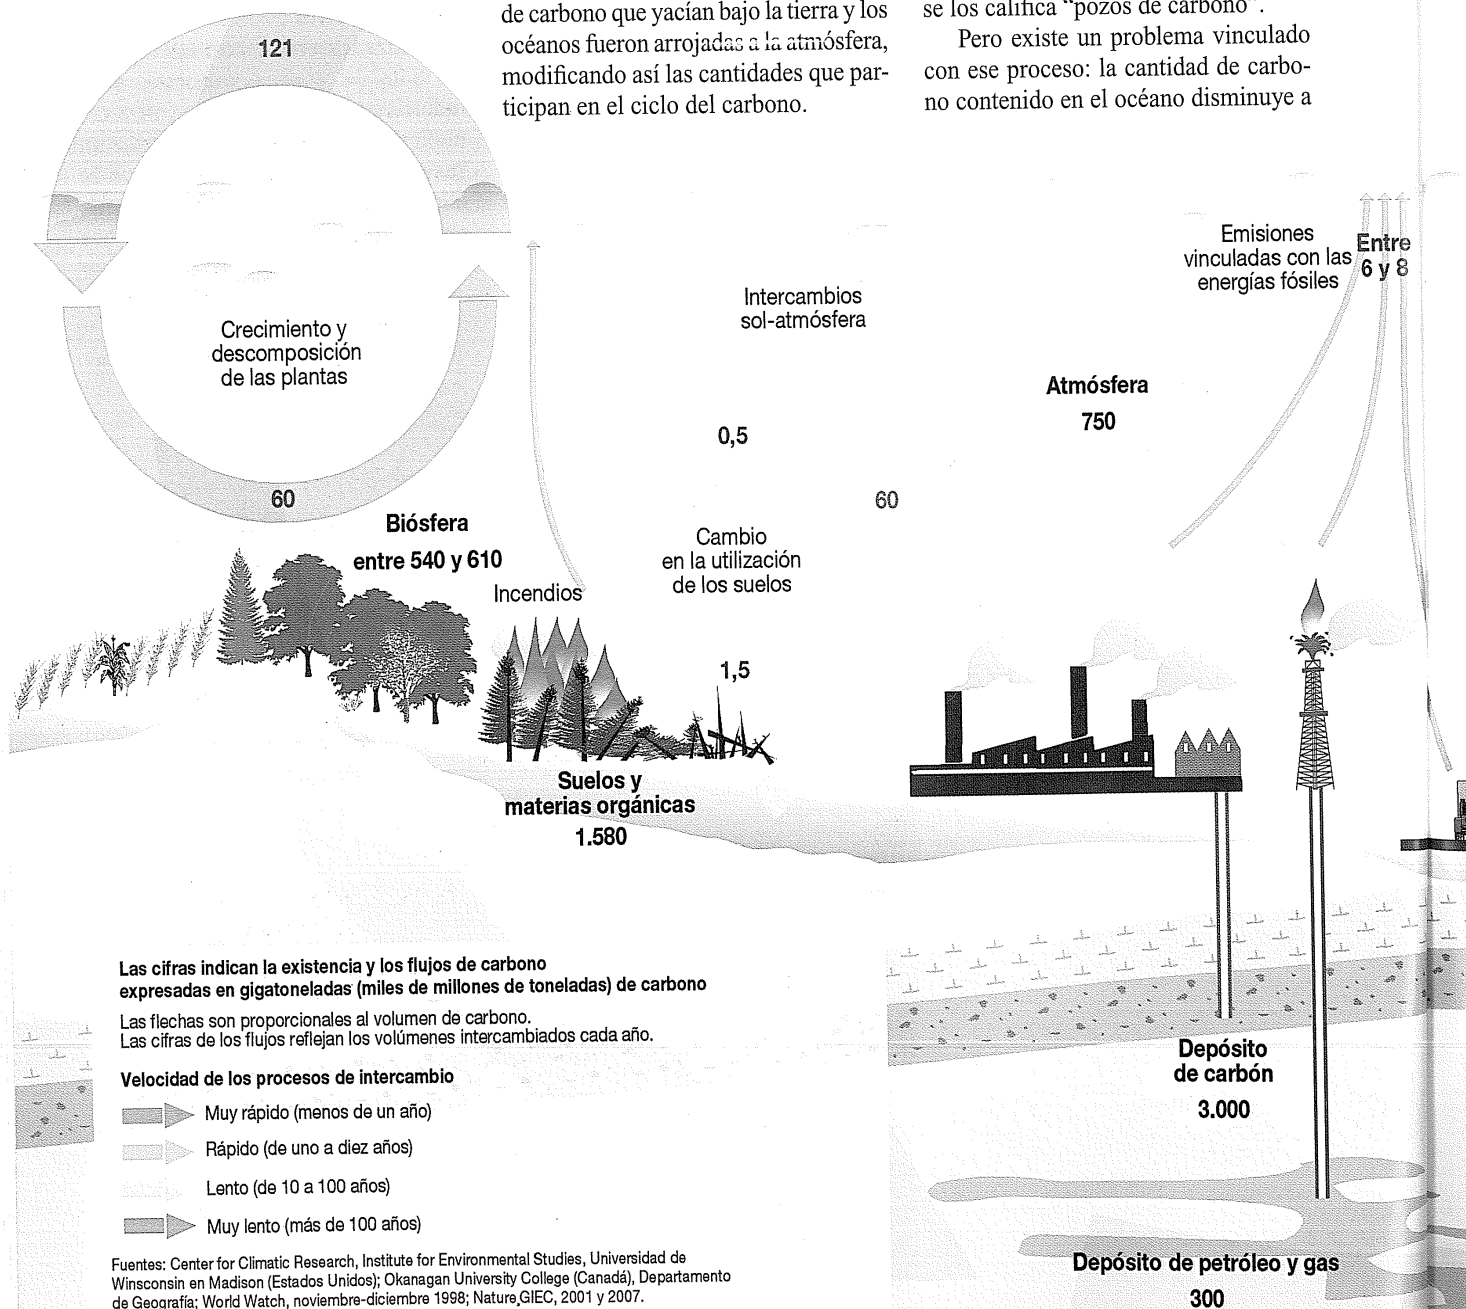 de carbono que yacían bajo la tierra y los
océanos fueron arrojadas a la atmósfera,
modificando así las cantidades que par-
ticipan en el ciclo del carbono.
se los califica “pozos de carbono”.
Pero existe un problema vinculado
con ese proceso: la cantidad de carbo-
no contenido en el océano disminuye a
121
Crecimiento y
descomposición
de las plantas
60
Biósfera
entre 540 y 610
Incendios
Intercambios
sol-atmósfera
0,5
60
Cambio
en la utilización
de los suelos
1,5
Atmósfera
750
Emisiones
vinculadas con las
energías fósiles
Entre
6 y 8
Suelos y
materias orgánicas
1.580
Depósito
de carbón
3.000
Depósito de petróleo y gas
300
Las cifras indican la existencia y los flujos de carbono
expresadas en gigatoneladas (miles de millones de toneladas) de carbono
Las flechas son proporcionales al volumen de carbono.
Las cifras de los flujos reflejan los volúmenes intercambiados cada año.
Velocidad de los procesos de intercambio
Muy rápido (menos de un año)
Rápido (de uno a diez años)
Lento (de 10 a 100 años)
Muy lento (más de 100 años)
Fuentes: Center for Climatic Research, Institute for Environmental Studies, Universidad de
Winsconsin en Madison (Estados Unidos); Okanagan University College (Canadá), Departamento
de Geografía; World Watch, noviembre-diciembre 1998; Nature,GIEC, 2001 y 2007.